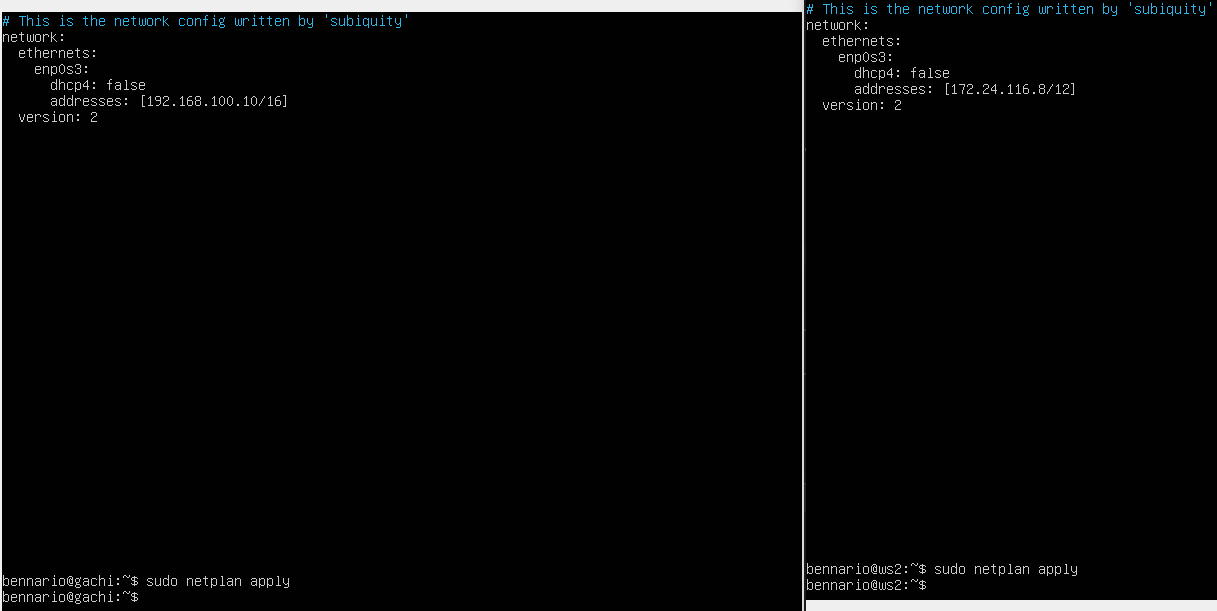 # This is the network config written by 'subiquity'
network:
  ethernets:
    enp0s3:
      dhcp4: false
      addresses: [192.168.100.10/16]
  version: 2
bennario@gachi:~$ sudo netplan apply
bennario@gachi:~$
# This is the network config written by 'subiquity'
network:
  ethernets:
    enp0s3:
      dhcp4: false
      addresses: [172.24.116.8/12]
  version: 2
bennario@ws2:~$ sudo netplan apply
bennario@ws2:~$